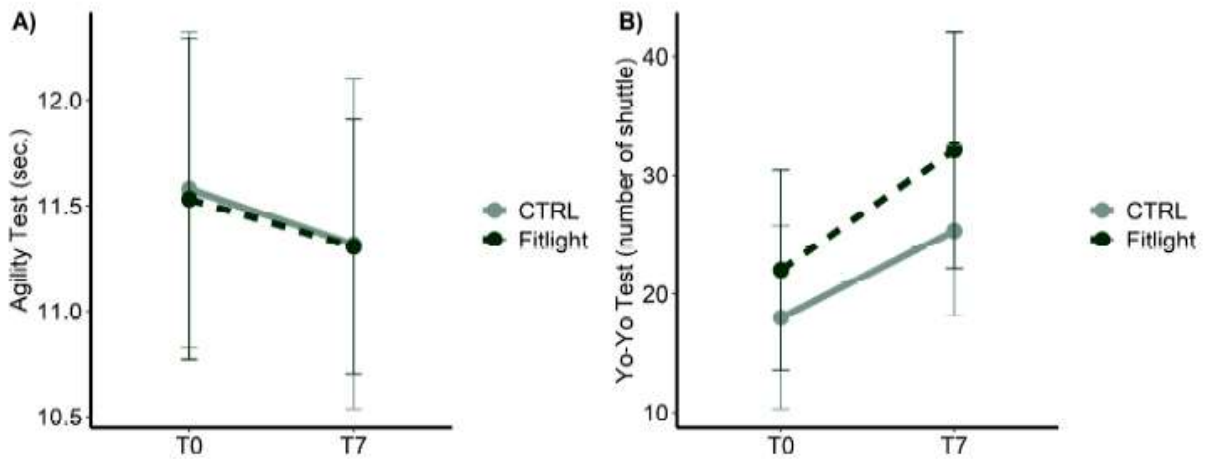 A)
Agility Test (sec.)
12.0
11.5
11.0
10.5
T0
T7
CTRL
Fitlight
B)
Yo-Yo Test (number of shuttle)
40
30
20
10
T0
T7
CTRL
Fitlight